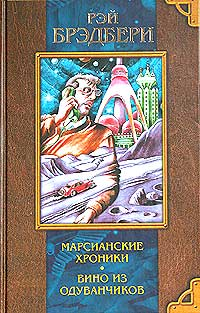 РЭЙ
БРЭДБЕРИ
МАРСИАНСКИЕ
ХРОНИКИ
ВИНО ИЗ
ОДУВАНЧИКОВ